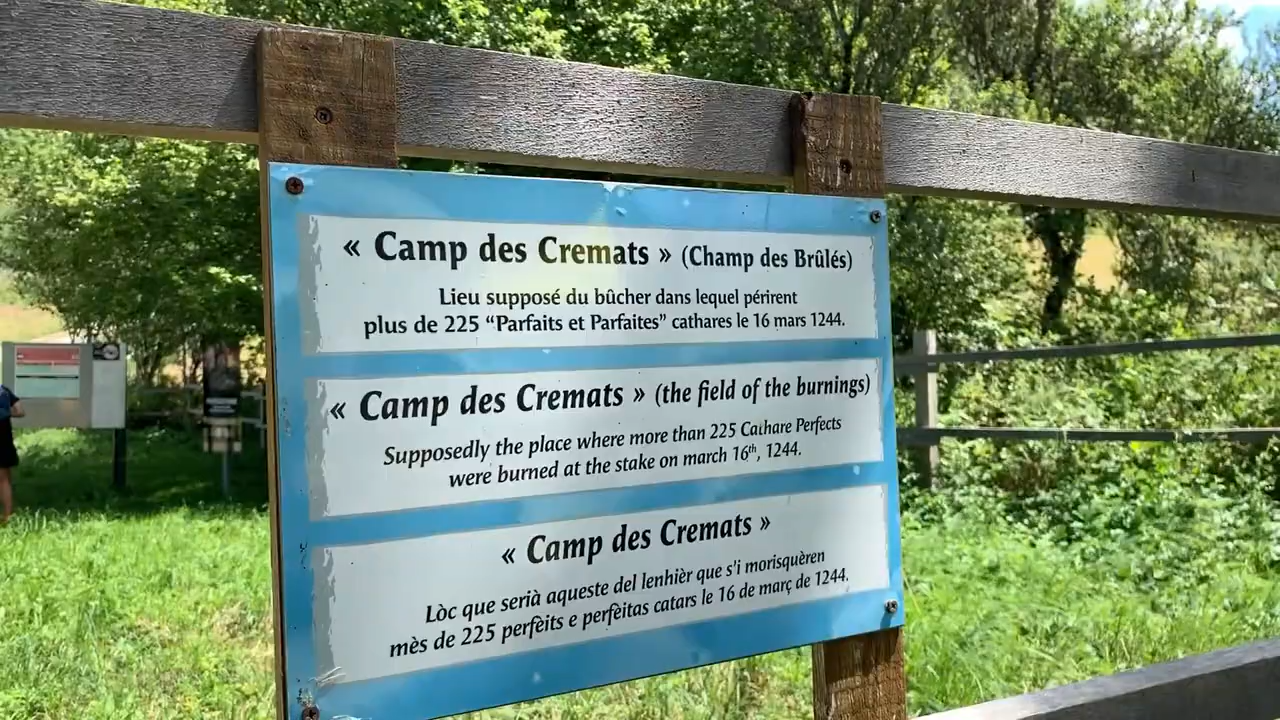 « Camp des Cremats » (Champ des Brûlés)
Lieu supposé du bûcher dans lequel périrent
plus de 225 “Parfaits et Parfaites” cathares le 16 mars 1244.
« Camp des Cremats » (the field of the burnings)
Supposedly the place where more than 225 Cathare Perfects
were burned at the stake on march 16th, 1244.
« Camp des Cremats »
Lòc que serià aqueste del lenhièr que s'i morisquèren
mès de 225 perfèits e perfèitas catars le 16 de març de 1244.